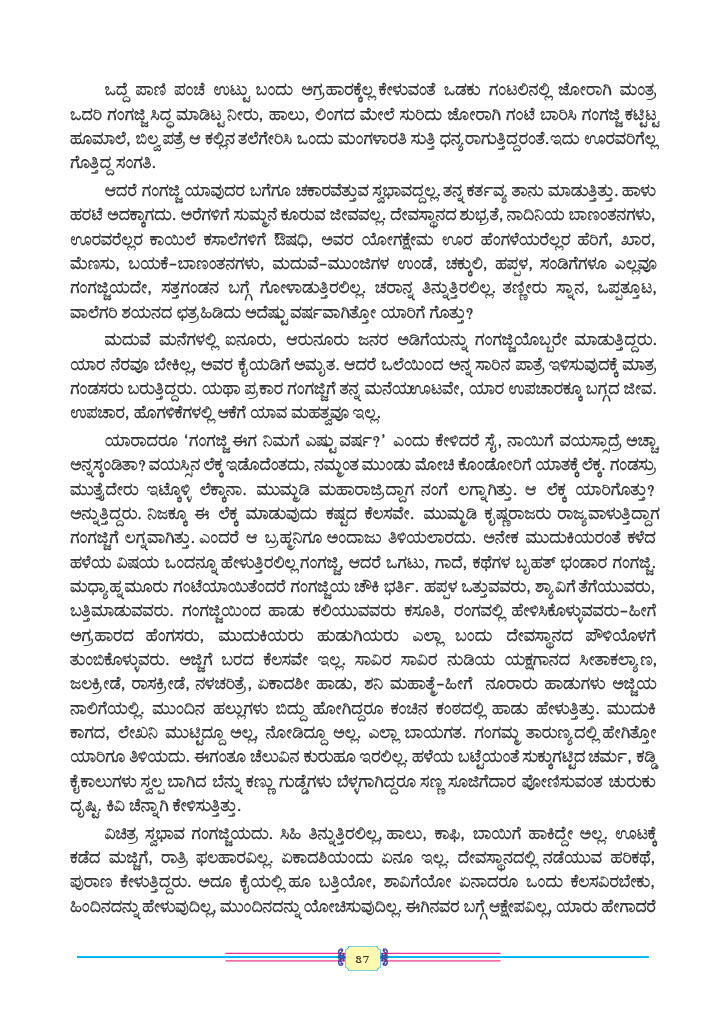 ಒದ್ದೆ ಪಾಣಿ ಪಂಚೆ ಉಟ್ಟು ಬಂದು ಅಗ್ರಹಾರಕ್ಕೆಲ್ಲ ಕೇಳುವಂತೆ ಒಡಕು ಗಂಟಲಿನಲ್ಲಿ ಜೋರಾಗಿ ಮಂತ್ರ
ಒದರಿ ಗಂಗಜ್ಜಿ ಸಿದ್ಧ ಮಾಡಿಟ್ಟ ನೀರು, ಹಾಲು, ಲಿಂಗದ ಮೇಲೆ ಸುರಿದು ಜೋರಾಗಿ ಗಂಟೆ ಬಾರಿಸಿ ಗಂಗಜ್ಜಿ ಕಟ್ಟಿಟ್ಟ
ಹೂಮಾಲೆ, ಬಿಲ್ವಪತ್ರೆ ಆ ಕಲ್ಲಿನ ತಲೆಗೇರಿಸಿ ಒಂದು ಮಂಗಳಾರತಿ ಸುತ್ತಿ ಧನ್ಯರಾಗುತ್ತಿದ್ದರಂತೆ. ಇದು ಊರವರಿಗೆಲ್ಲ
ಗೊತ್ತಿದ್ದ ಸಂಗತಿ.
ಆದರೆ ಗಂಗಜ್ಜಿ ಯಾವುದರ ಬಗೆಗೂ ಚಕಾರವೆತ್ತುವ ಸ್ವಭಾವದ್ದಲ್ಲ. ತನ್ನ ಕರ್ತವ್ಯ ತಾನು ಮಾಡುತ್ತಿತ್ತು. ಹಾಳು
ಹರಟೆ ಅದಕ್ಕಾಗದು. ಅರೆಗಳಿಗೆ ಸುಮ್ಮನೆ ಕೂರುವ ಜೀವವಲ್ಲ. ದೇವಸ್ಥಾನದ ಶುಭ್ರತೆ, ನಾದಿನಿಯ ಬಾಣಂತನಗಳು,
ಊರವರೆಲ್ಲರ ಕಾಯಿಲೆ ಕಸಾಲೆಗಳಿಗೆ ಔಷಧಿ, ಅವರ ಯೋಗಕ್ಷೇಮ ಊರ ಹೆಂಗಳೆಯರೆಲ್ಲರ ಹೆರಿಗೆ, ಖಾರ,
ಮೆಣಸು, ಬಯಕೆ-ಬಾಣಂತನಗಳು, ಮದುವೆ-ಮುಂಜಿಗಳ ಉಂಡೆ, ಚಕ್ಕುಲಿ, ಹಪ್ಪಳ, ಸಂಡಿಗೆಗಳೂ ಎಲ್ಲವೂ
ಗಂಗಜ್ಜಿಯದೇ, ಸತ್ತಗಂಡನ ಬಗ್ಗೆ ಗೋಳಾಡುತ್ತಿರಲಿಲ್ಲ. ಚರಾನ್ನ ತಿನ್ನುತ್ತಿರಲಿಲ್ಲ. ತಣ್ಣೀರು ಸ್ನಾನ, ಒಪ್ಪತ್ತೂಟ,
ವಾಲೆಗರಿ ಶಯನದ ಛತ್ರ ಹಿಡಿದು ಅದೆಷ್ಟು ವರ್ಷವಾಗಿತ್ತೋ ಯಾರಿಗೆ ಗೊತ್ತು?
ಮದುವೆ ಮನೆಗಳಲ್ಲಿ ಐನೂರು, ಆರುನೂರು ಜನರ ಅಡಿಗೆಯನ್ನು ಗಂಗಜ್ಜಿಯೊಬ್ಬರೇ ಮಾಡುತ್ತಿದ್ದರು.
ಯಾರ ನೆರವೂ ಬೇಕಿಲ್ಲ, ಅವರ ಕೈಯಡಿಗೆ ಅಮೃತ. ಆದರೆ ಒಲೆಯಿಂದ ಅನ್ನ ಸಾರಿನ ಪಾತ್ರೆ ಇಳಿಸುವುದಕ್ಕೆ ಮಾತ್ರ
ಗಂಡಸರು ಬರುತ್ತಿದ್ದರು. ಯಥಾ ಪ್ರಕಾರ ಗಂಗಜ್ಜಿಗೆ ತನ್ನ ಮನೆಯೂಟವೇ, ಯಾರ ಉಪಚಾರಕ್ಕೂ ಬಗ್ಗದ ಜೀವ.
ಉಪಚಾರ, ಹೊಗಳಿಕೆಗಳಲ್ಲಿ ಆಕೆಗೆ ಯಾವ ಮಹತ್ವವೂ ಇಲ್ಲ.
ಯಾರಾದರೂ ‘ಗಂಗಜ್ಜಿ ಈಗ ನಿಮಗೆ ಎಷ್ಟು ವರ್ಷ?’ ಎಂದು ಕೇಳಿದರೆ ಸೈ, ನಾಯಿಗೆ ವಯಸ್ಸಾದ್ರೆ ಅಚ್ಚಾ
ಅನ್ನಸ್ಕಂಡಿತಾ? ವಯಸ್ಸಿನ ಲೆಕ್ಕ ಇಡೊದೆಂತದು, ನಮ್ಮಂತ ಮುಂಡು ಮೋಚಿ ಕೊಂಡೋರಿಗೆ ಯಾತಕ್ಕೆ ಲೆಕ್ಕ. ಗಂಡಸ್ರು
ಮುತ್ತೈದೇರು ಇಟ್ಕೊಳ್ಳಿ ಲೆಕ್ಕಾನಾ. ಮುಮ್ಮಡಿ ಮಹಾರಾಜ್ರಿದ್ದಾಗ ನಂಗೆ ಲಗ್ನಾಗಿತ್ತು. ಆ ಲೆಕ್ಕ ಯಾರಿಗೊತ್ತು?
ಅನ್ನುತ್ತಿದ್ದರು. ನಿಜಕ್ಕೂ ಈ ಲೆಕ್ಕ ಮಾಡುವುದು ಕಷ್ಟದ ಕೆಲಸವೇ. ಮುಮ್ಮಡಿ ಕೃಷ್ಣರಾಜರು ರಾಜ್ಯವಾಳುತ್ತಿದ್ದಾಗ
ಗಂಗಜ್ಜಿಗೆ ಲಗ್ನವಾಗಿತ್ತು. ಎಂದರೆ ಆ ಬ್ರಹ್ಮನಿಗೂ ಅಂದಾಜು ತಿಳಿಯಲಾರದು. ಅನೇಕ ಮುದುಕಿಯರಂತೆ ಕಳೆದ
ಹಳೆಯ ವಿಷಯ ಒಂದನ್ನೂ ಹೇಳುತ್ತಿರಲಿಲ್ಲ ಗಂಗಜ್ಜಿ, ಆದರೆ ಒಗಟು, ಗಾದೆ, ಕಥೆಗಳ ಬೃಹತ್ ಭಂಡಾರ ಗಂಗಜ್ಜಿ.
ಮಧ್ಯಾಹ್ನ ಮೂರು ಗಂಟೆಯಾಯಿತೆಂದರೆ ಗಂಗಜ್ಜಿಯ ಚೌಕಿ ಭರ್ತಿ. ಹಪ್ಪಳ ಒತ್ತುವವರು, ಶ್ಯಾವಿಗೆ ತೆಗೆಯುವರು,
ಬತ್ತಿಮಾಡುವವರು. ಗಂಗಜ್ಜಿಯಿಂದ ಹಾಡು ಕಲಿಯುವವರು ಕಸೂತಿ, ರಂಗವಲ್ಲಿ ಹೇಳಿಸಿಕೊಳ್ಳುವವರು-ಹೀಗೆ
ಅಗ್ರಹಾರದ ಹೆಂಗಸರು, ಮುದುಕಿಯರು ಹುಡುಗಿಯರು ಎಲ್ಲಾ ಬಂದು ದೇವಸ್ಥಾನದ ಪೌಳಿಯೊಳಗೆ
ತುಂಬಿಕೊಳ್ಳುವರು. ಅಜ್ಜಿಗೆ ಬರದ ಕೆಲಸವೇ ಇಲ್ಲ. ಸಾವಿರ ಸಾವಿರ ನುಡಿಯ ಯಕ್ಷಗಾನದ ಸೀತಾಕಲ್ಯಾಣ,
ಜಲಕ್ರೀಡೆ, ರಾಸಕ್ರೀಡೆ, ನಳಚರಿತ್ರೆ, ಏಕಾದಶೀ ಹಾಡು, ಶನಿ ಮಹಾತ್ಮೆ-ಹೀಗೆ ನೂರಾರು ಹಾಡುಗಳು ಅಜ್ಜಿಯ
ನಾಲಿಗೆಯಲ್ಲಿ. ಮುಂದಿನ ಹಲ್ಲುಗಳು ಬಿದ್ದು ಹೋಗಿದ್ದರೂ ಕಂಚಿನ ಕಂಠದಲ್ಲಿ ಹಾಡು ಹೇಳುತ್ತಿತ್ತು. ಮುದುಕಿ
ಕಾಗದ, ಲೇಖನಿ ಮುಟ್ಟಿದ್ದೂ ಅಲ್ಲ, ನೋಡಿದ್ದೂ ಅಲ್ಲ. ಎಲ್ಲಾ ಬಾಯಗತ. ಗಂಗಮ್ಮ ತಾರುಣ್ಯದಲ್ಲಿ ಹೇಗಿತ್ತೋ
ಯಾರಿಗೂ ತಿಳಿಯದು. ಈಗಂತೂ ಚೆಲುವಿನ ಕುರುಹೂ ಇರಲಿಲ್ಲ. ಹಳೆಯ ಬಟ್ಟೆಯಂತೆ ಸುಕ್ಕುಗಟ್ಟಿದ ಚರ್ಮ, ಕಡ್ಡಿ
ಕೈಕಾಲುಗಳು ಸ್ವಲ್ಪ ಬಾಗಿದ ಬೆನ್ನು ಕಣ್ಣು ಗುಡ್ಡೆಗಳು ಬೆಳ್ಳಗಾಗಿದ್ದರೂ ಸಣ್ಣ ಸೂಜಿಗೆದಾರ ಪೋಣಿಸುವಂತ ಚುರುಕು
ದೃಷ್ಟಿ. ಕಿವಿ ಚೆನ್ನಾಗಿ ಕೇಳಿಸುತ್ತಿತ್ತು.
ವಿಚಿತ್ರ ಸ್ವಭಾವ ಗಂಗಜ್ಜಿಯದು. ಸಿಹಿ ತಿನ್ನುತ್ತಿರಲಿಲ್ಲ, ಹಾಲು, ಕಾಫಿ, ಬಾಯಿಗೆ ಹಾಕಿದ್ದೇ ಅಲ್ಲ. ಊಟಕ್ಕೆ
ಕಡೆದ ಮಜ್ಜಿಗೆ, ರಾತ್ರಿ ಫಲಹಾರವಿಲ್ಲ. ಏಕಾದಶಿಯಂದು ಏನೂ ಇಲ್ಲ. ದೇವಸ್ಥಾನದಲ್ಲಿ ನಡೆಯುವ ಹರಿಕಥೆ,
ಪುರಾಣ ಕೇಳುತ್ತಿದ್ದರು. ಅದೂ ಕೈಯಲ್ಲಿ ಹೂ ಬತ್ತಿಯೋ, ಶಾವಿಗೆಯೋ ಏನಾದರೂ ಒಂದು ಕೆಲಸವಿರಬೇಕು,
ಹಿಂದಿನದನ್ನು ಹೇಳುವುದಿಲ್ಲ, ಮುಂದಿನದನ್ನು ಯೋಚಿಸುವುದಿಲ್ಲ. ಈಗಿನವರ ಬಗ್ಗೆ ಆಕ್ಷೇಪವಿಲ್ಲ, ಯಾರು ಹೇಗಾದರೆ
87